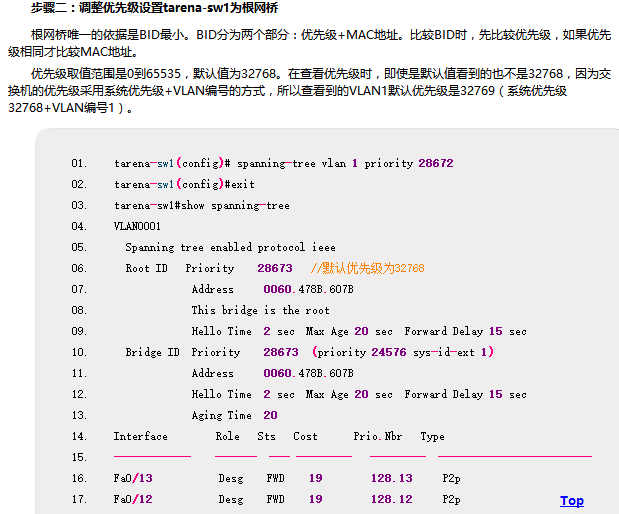 步骤二：调整优先级设置tarena-sw1为根网桥
根网桥唯一的依据是BID最小。BID分为两个部分：优先级+MAC地址。比较BID时，先比较优先级，如果优先
级相同才比较MAC地址。
优先级取值范围是0到65535，默认值为32768。在查看优先级时，即使是默认值看到的也不是32768，因为交
换机的优先级采用系统优先级+VLAN编号的方式，所以查看到的VLAN1默认优先级是32769（系统优先级
32768+VLAN编号1）。
01. tarena-sw1(config)# spanning-tree vlan 1 priority 28672
02. tarena-sw1(config)#exit
03. tarena-sw1#show spanning-tree
04. VLAN0001
05. Spanning tree enabled protocol ieee
06. Root ID Priority 28673 //默认优先级为32768
07. Address 0060.478B.607B
08. This bridge is the root
09. Hello Time 2 sec Max Age 20 sec Forward Delay 15 sec
10. Bridge ID Priority 28673 (priority 24576 sys-id-ext 1)
11. Address 0060.478B.607B
12. Hello Time 2 sec Max Age 20 sec Forward Delay 15 sec
13. Aging Time 20
14. Interface Role Sts Cost Prio.Nbr Type
15. ---------------- ---- --- --------- -------- --------------------------------
16. Fa0/13 Desg FWD 19 128.13 P2p
17. Fa0/12 Desg FWD 19 128.12 P2p
Top